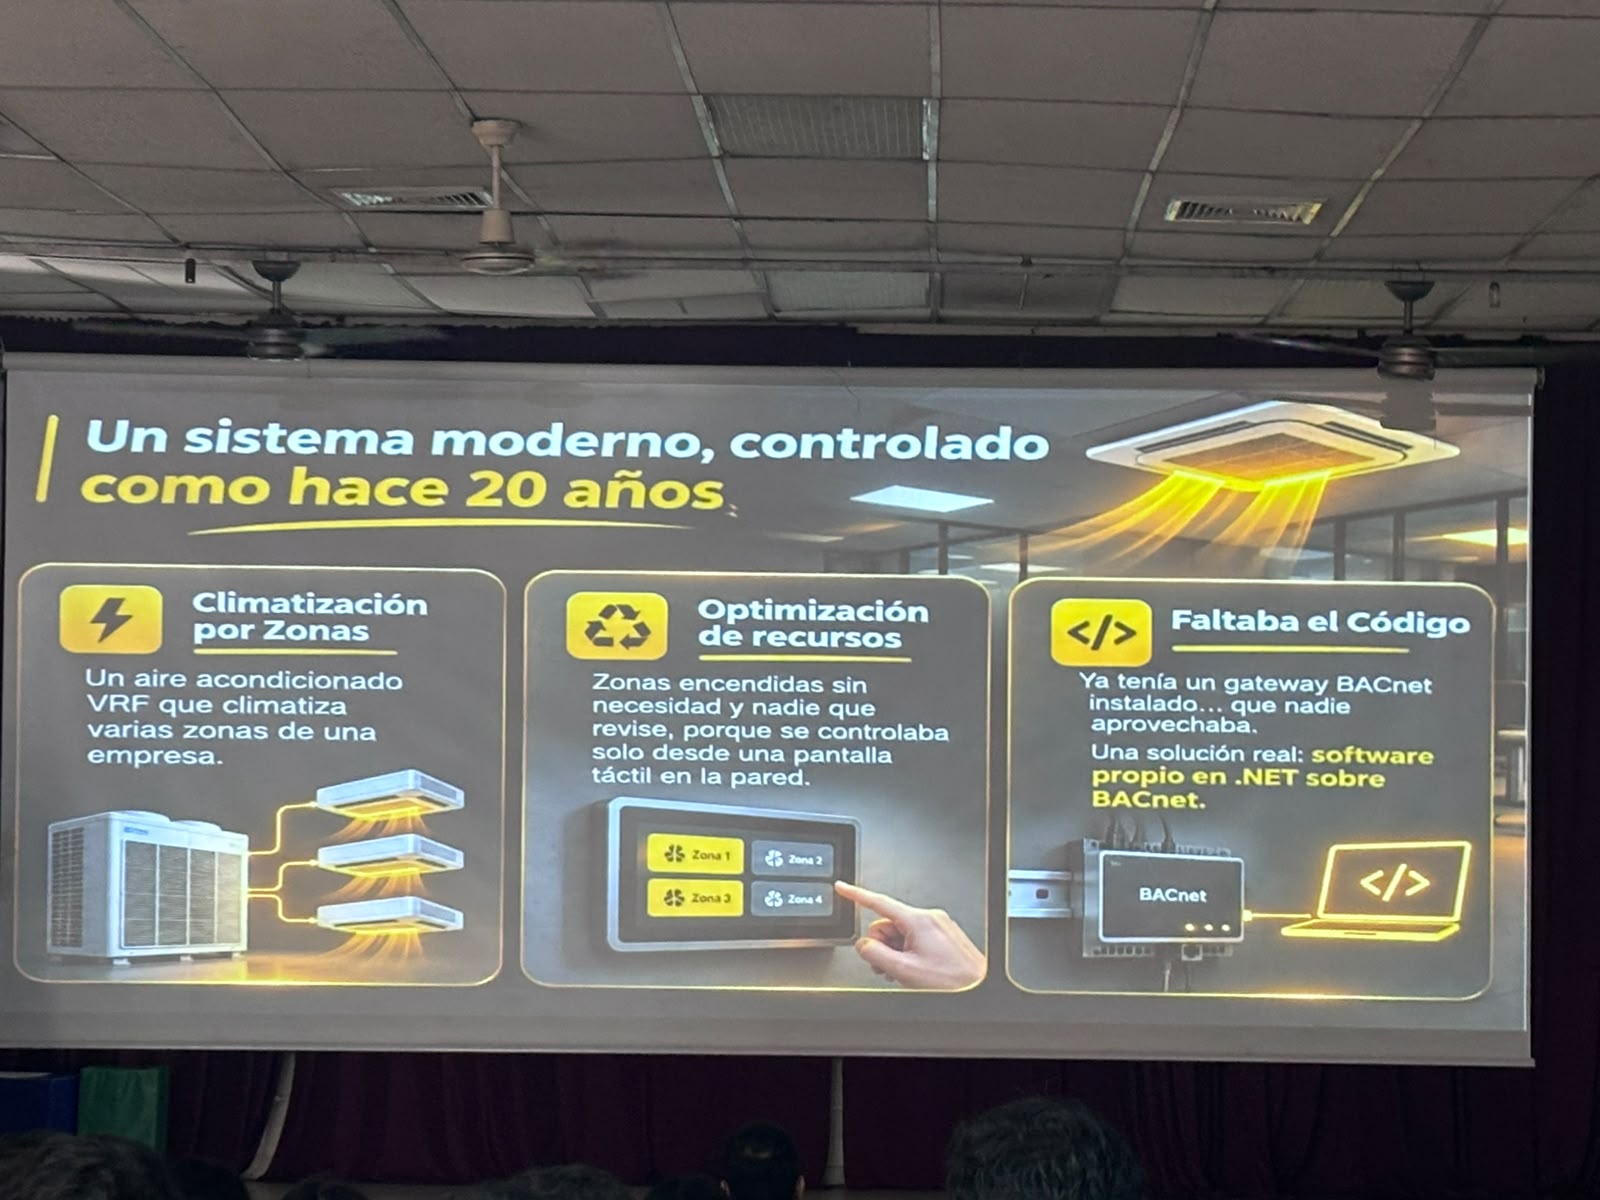 Un sistema moderno, controlado
como hace 20 años.
Climatización
por Zonas
Un aire acondicionado
VRF que climatiza
varias zonas de una
empresa.
Optimización
de recursos
Zonas encendidas sin
necesidad y nadie que
revise, porque se controlaba
solo desde una pantalla
táctil en la pared.
Zona 1
Zona 2
Zona 3
Zona 4
</> Faltaba el Código
Ya tenía un gateway BACnet
instalado... que nadie
aprovechaba.
Una solución real: software
propio en .NET sobre
BACnet.
BACnet
</>